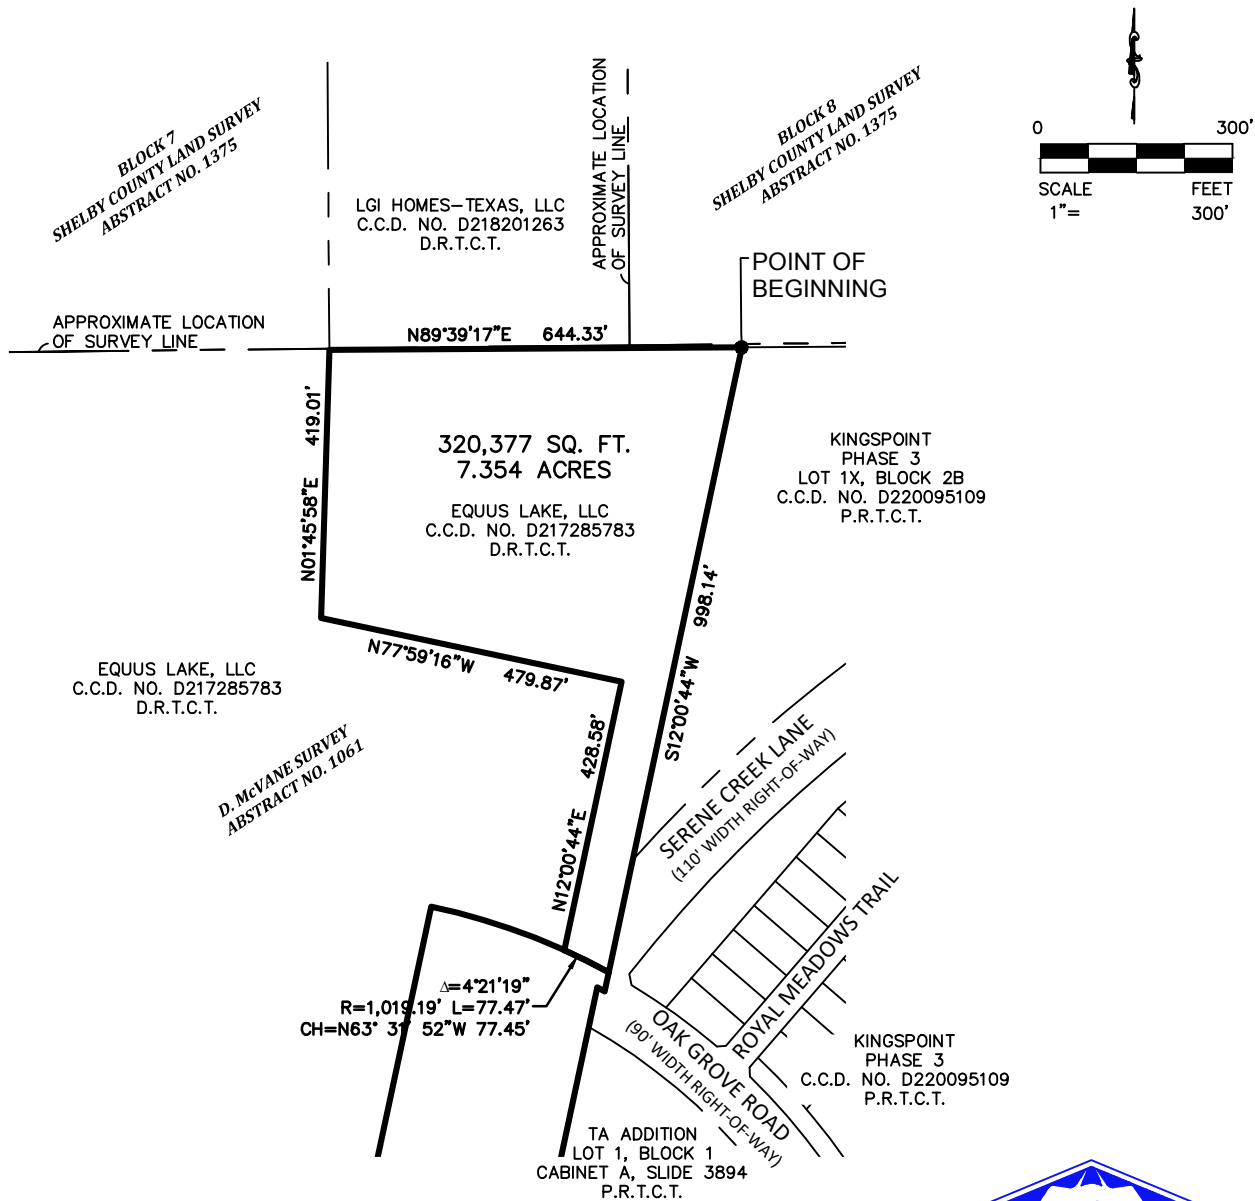 0 300'
SCALE FEET
1"= 300'
BLOCK 7
SHELBY COUNTY LAND SURVEY
ABSTRACT NO. 1375
LGI HOMES-TEXAS, LLC
C.C.D. NO. D218201263
D.R.T.C.T.
APPROXIMATE LOCATION
OF SURVEY LINE
BLOCK 8
SHELBY COUNTY LAND SURVEY
ABSTRACT NO. 1375
POINT OF
BEGINNING
APPROXIMATE LOCATION
OF SURVEY LINE
N89°39'17"E 644.33'
N01°45'58"E 419.01'
320,377 SQ. FT.
7.354 ACRES
EQUUS LAKE, LLC
C.C.D. NO. D217285783
D.R.T.C.T.
KINGSPOINT
PHASE 3
LOT 1X, BLOCK 2B
C.C.D. NO. D220095109
P.R.T.C.T.
S12°00'44"W 998.14'
N77°59'16"W 479.87'
EQUUS LAKE, LLC
C.C.D. NO. D217285783
D.R.T.C.T.
D. McVANE SURVEY
ABSTRACT NO. 1061
N12°00'44"E 428.58'
SERENE CREEK LANE
(110' WIDTH RIGHT-OF-WAY)
ROYAL MEADOWS TRAIL
Δ=4°21'19"
R=1,019.19' L=77.47'
CH=N63° 31' 52"W 77.45'
OAK GROVE ROAD
(90' WIDTH RIGHT-OF-WAY)
KINGSPOINT
PHASE 3
C.C.D. NO. D220095109
P.R.T.C.T.
TA ADDITION
LOT 1, BLOCK 1
CABINET A, SLIDE 3894
P.R.T.C.T.